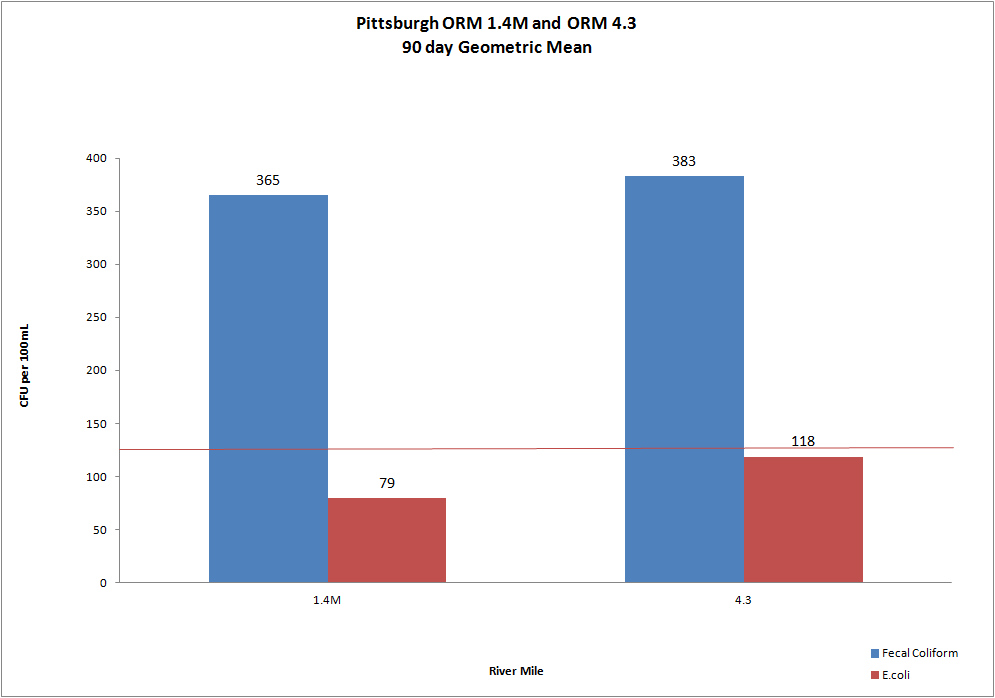 Pittsburgh ORM 1.4M and ORM 4.3
90 day Geometric Mean
CFU per 100mL
400
350
300
250
200
150
100
50
0
365
79
383
118
1.4M
4.3
River Mile
Fecal Coliform
E.coli